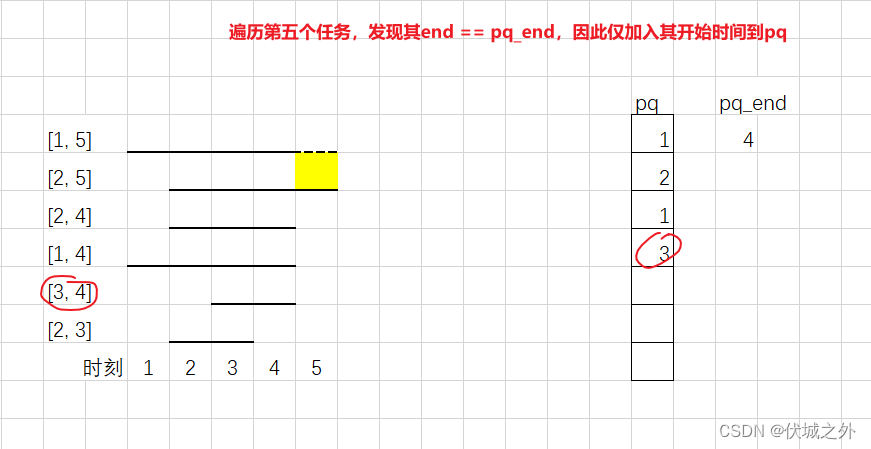 遍历第五个任务，发现其end == pq_end，因此仅加入其开始时间到pq
pq pq_end
[1, 5] 1 4
[2, 5] 2
[2, 4] 1
[1, 4] 3
[3, 4]
[2, 3]
时刻 1 2 3 4 5
CSDN @伏城之外